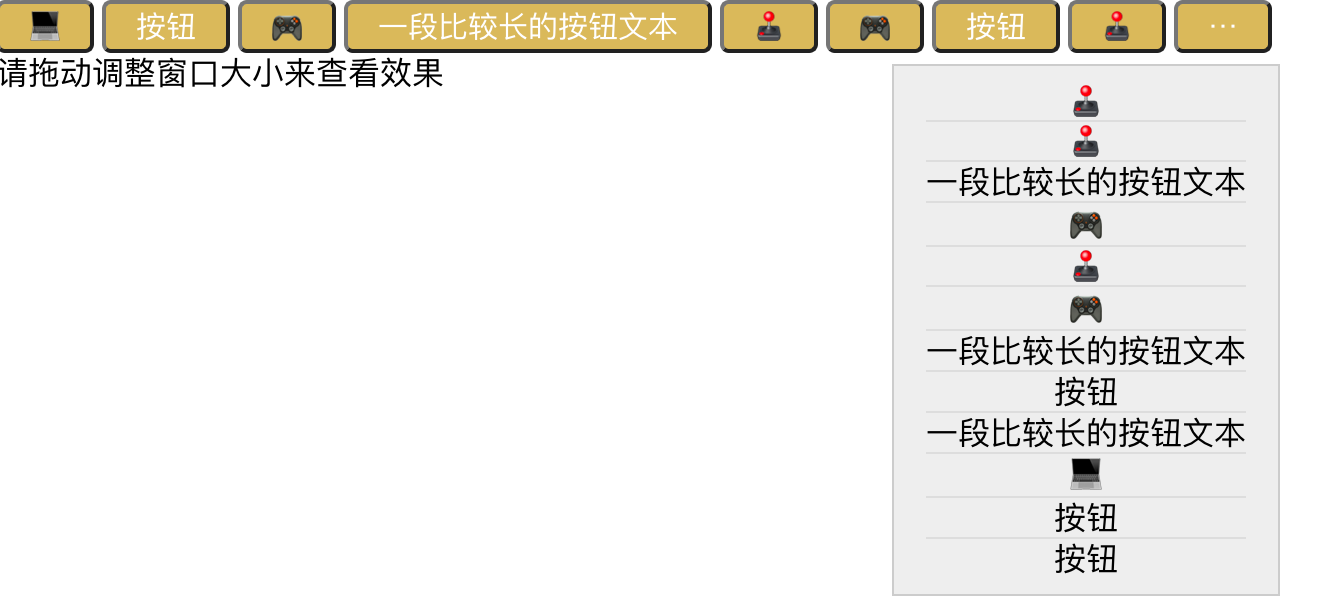 💻 按钮 🎮 一段比较长的按钮文本 🕹️ 🎮 按钮 🕹️ ···
请拖动调整窗口大小来查看效果
🕹️
🕹️
一段比较长的按钮文本
🎮
🕹️
🎮
一段比较长的按钮文本
按钮
一段比较长的按钮文本
💻
按钮
按钮